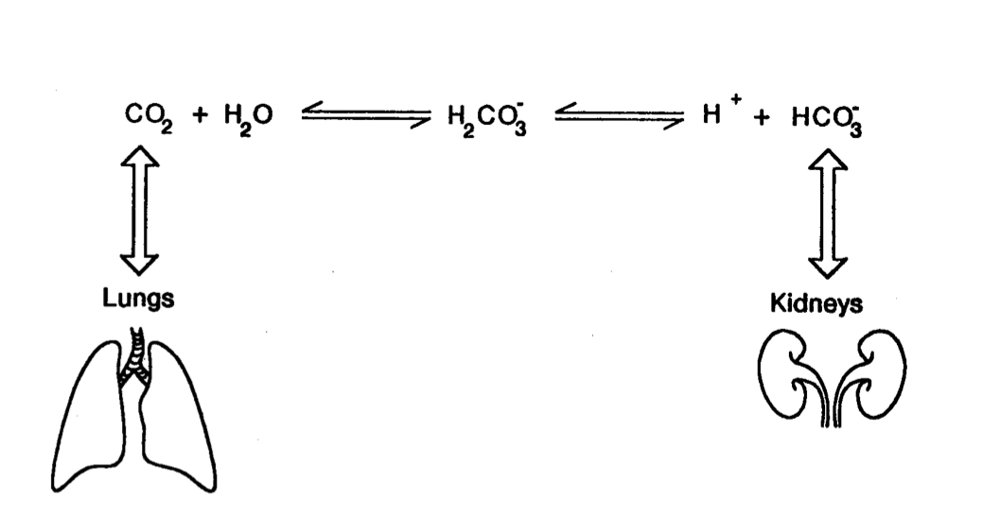 CO₂ + H₂O ⇌ H₂CO₃⁻ ⇌ H⁺ + HCO₃⁻
Lungs
Kidneys